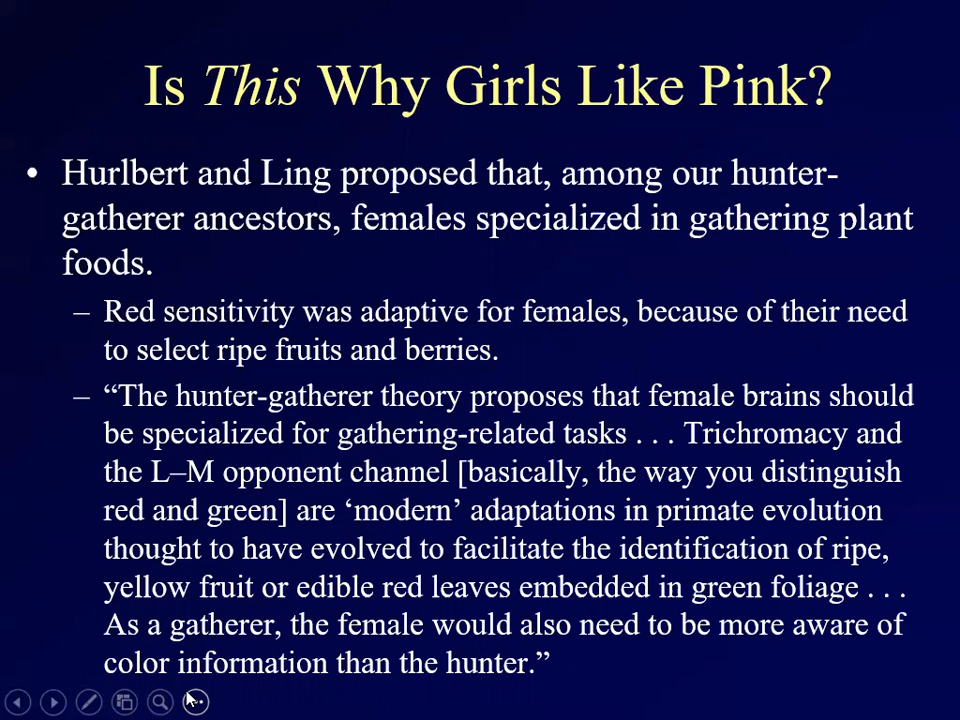 Is This Why Girls Like Pink?
• Hurlbert and Ling proposed that, among our hunter-
gatherer ancestors, females specialized in gathering plant
foods.
– Red sensitivity was adaptive for females, because of their need
to select ripe fruits and berries.
– “The hunter-gatherer theory proposes that female brains should
be specialized for gathering-related tasks . . . Trichromacy and
the L–M opponent channel [basically, the way you distinguish
red and green] are ‘modern’ adaptations in primate evolution
thought to have evolved to facilitate the identification of ripe,
yellow fruit or edible red leaves embedded in green foliage . . .
As a gatherer, the female would also need to be more aware of
color information than the hunter.”